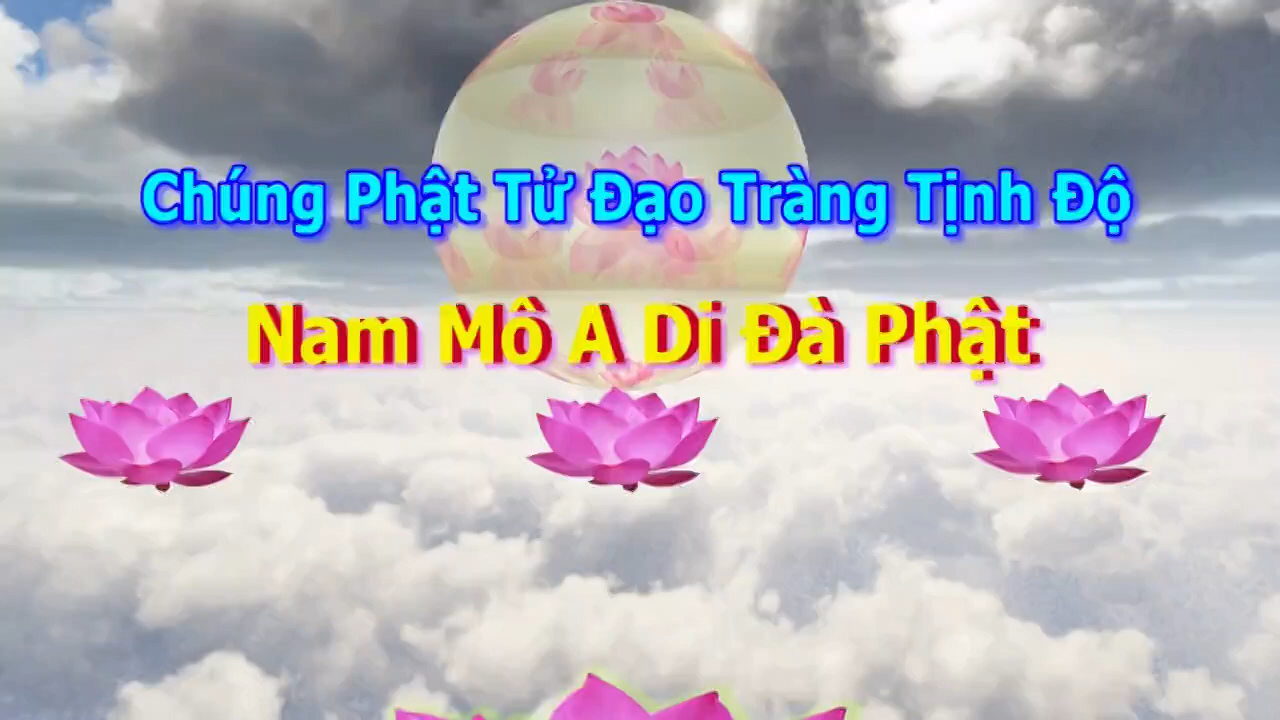 Chúng Phật Tử Đạo Tràng Tịnh Độ
Nam Mô A Di Đà Phật